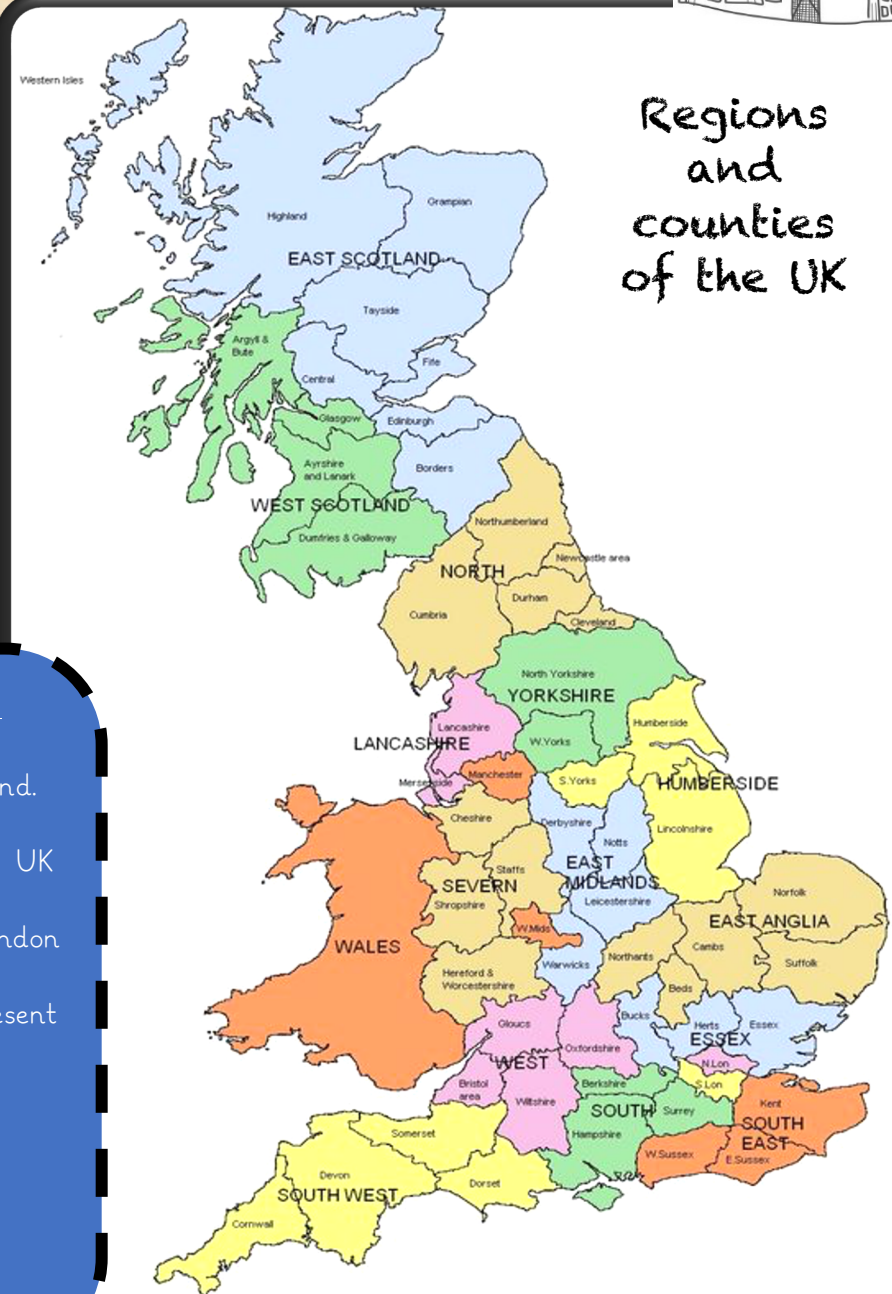 Regions
and
counties
of the UK
Western Isles
Highland
Grampian
EAST SCOTLAND
Tayside
Argyll &
Bute
Fife
Central
Glasgow
Edinburgh
Ayrshire
and Lanark
Borders
WEST SCOTLAND
Dumfries & Galloway
Northumberland
Newcastle area
NORTH
Durham
Cumbria
Cleveland
North Yorkshire
YORKSHIRE
Lancashire
Humberside
LANCASHIRE
W.Yorks
Manchester
Merseyside
S.Yorks
HUMBERSIDE
Cheshire
Derbyshire
Lincolnshire
Notts
EAST
MIDLANDS
Staffs
SEVERN
Leicestershire
Shropshire
Norfolk
EAST ANGLIA
W.Mids
WALES
Northants
Cambs
Warwicks
Suffolk
Hereford &
Worcestershire
Beds
Bucks
Gloucs
Herts
Essex
ESSEX
Oxfordshire
WEST
N.Lon
S.Lon
Bristol
area
Berkshire
Wiltshire
SOUTH
Surrey
Kent
SOUTH
EAST
Hampshire
Somerset
W.Sussex
E.Sussex
Devon
Dorset
SOUTH WEST
Cornwall
nd.
UK
ndon
esent